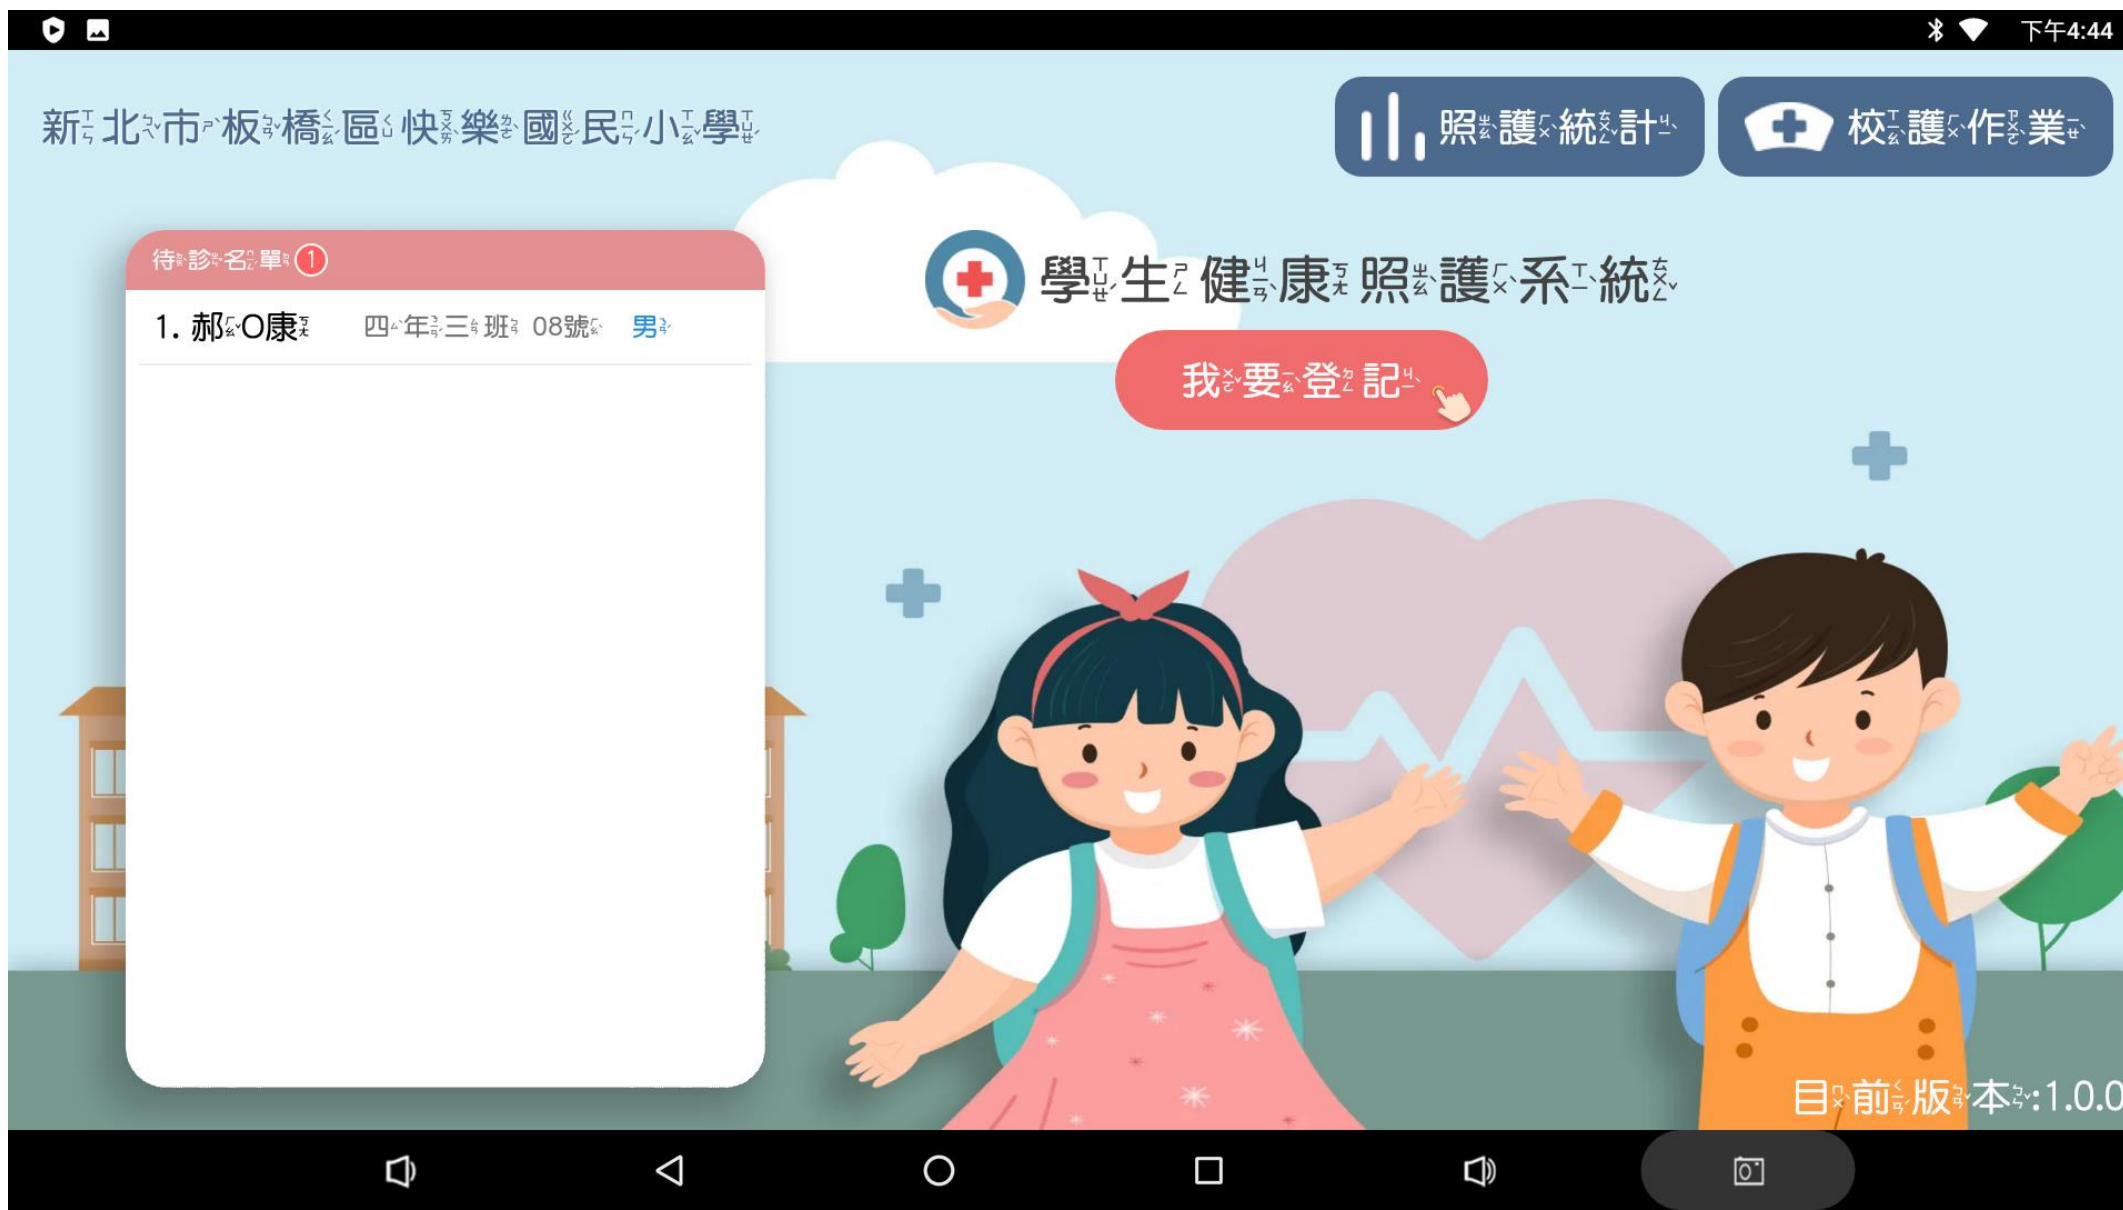 下午4:44
新北市板橋區快樂國民小學
照護統計
校護作業
待診名單 1
1. 郝O康 四年三班 08號 男
學生健康照護系統
我要登記
目前版本:1.0.0